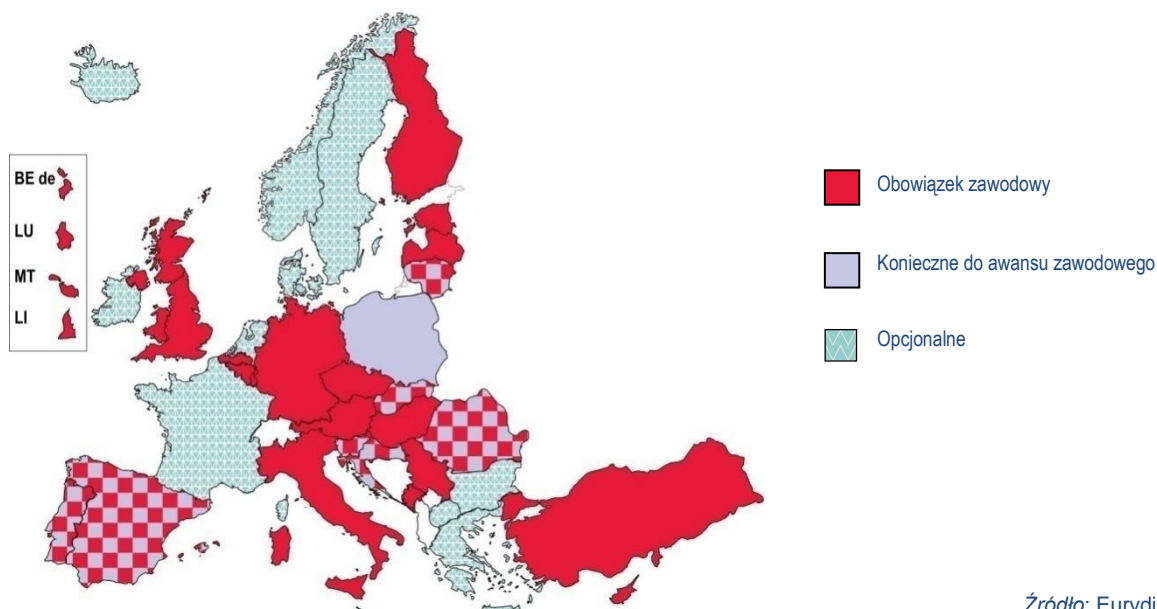 BE de
LU
MT
LI
Obowiązek zawodowy
Konieczne do awansu zawodowego
Opcjonalne
Źródło: Eurydi